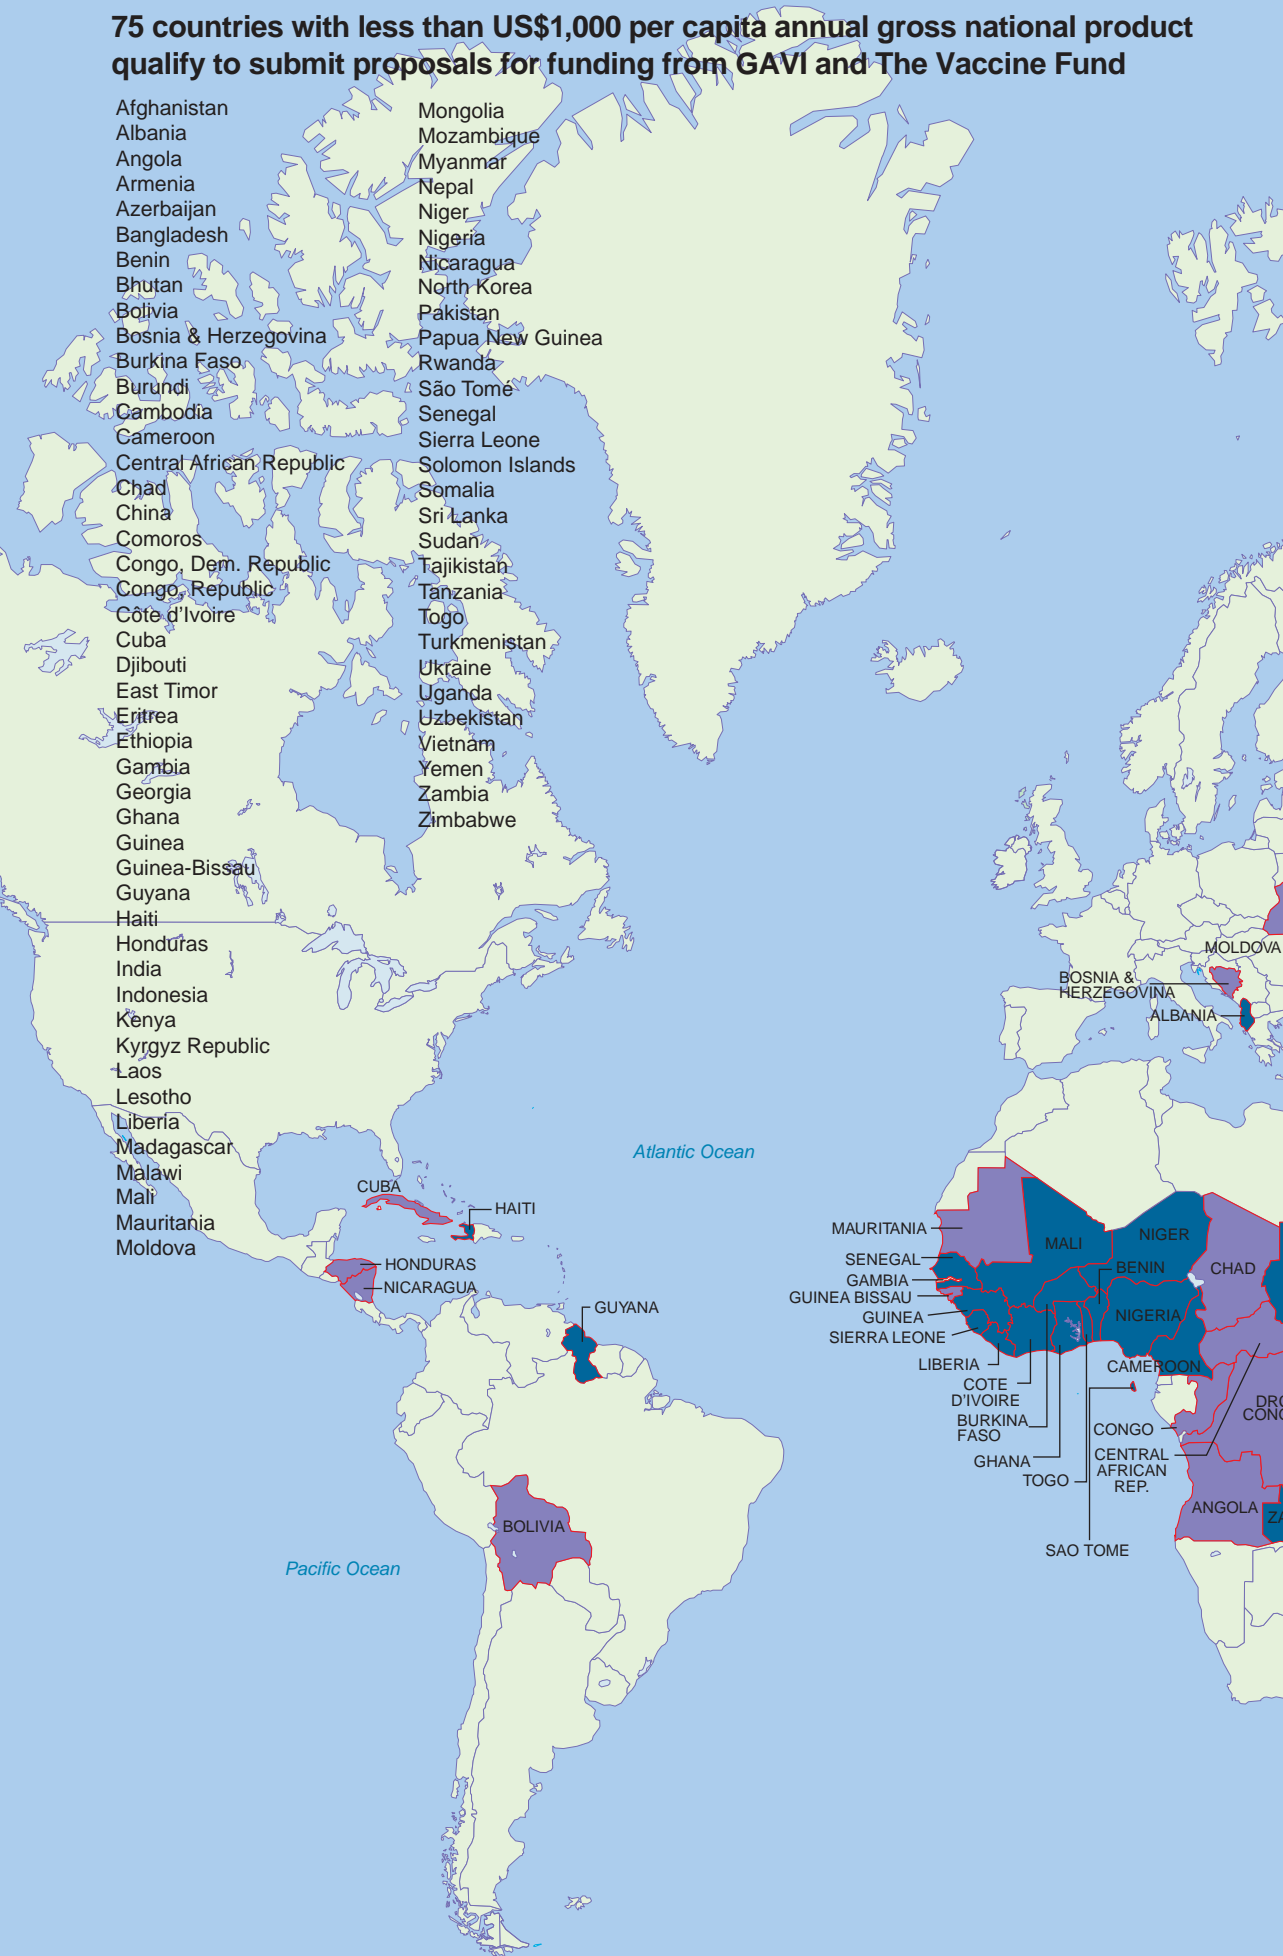 75 countries with less than US$1,000 per capita annual gross national product
qualify to submit proposals for funding from GAVI and The Vaccine Fund
Afghanistan
Albania
Angola
Armenia
Azerbaijan
Bangladesh
Benin
Bhutan
Bolivia
Bosnia & Herzegovina
Burkina Faso
Burundi
Cambodia
Cameroon
Central African Republic
Chad
China
Comoros
Congo, Dem. Republic
Congo, Republic
Côte d’Ivoire
Cuba
Djibouti
East Timor
Eritrea
Ethiopia
Gambia
Georgia
Ghana
Guinea
Guinea-Bissau
Guyana
Haiti
Honduras
India
Indonesia
Kenya
Kyrgyz Republic
Laos
Lesotho
Liberia
Madagascar
Malawi
Mali
Mauritania
Moldova
Mongolia
Mozambique
Myanmar
Nepal
Niger
Nigeria
Nicaragua
North Korea
Pakistan
Papua New Guinea
Rwanda
São Tomé
Senegal
Sierra Leone
Solomon Islands
Somalia
Sri Lanka
Sudan
Tajikistan
Tanzania
Togo
Turkmenistan
Ukraine
Uganda
Uzbekistan
Vietnam
Yemen
Zambia
Zimbabwe
MOLDOVA
BOSNIA &
HERZEGOVINA
ALBANIA
Atlantic Ocean
CUBA
HAITI
HONDURAS
NICARAGUA
GUYANA
BOLIVIA
Pacific Ocean
MAURITANIA
SENEGAL
GAMBIA
GUINEA BISSAU
GUINEA
SIERRA LEONE
LIBERIA
COTE
D’IVOIRE
BURKINA
FASO
GHANA
TOGO
SAO TOME
MALI
NIGER
BENIN
NIGERIA
CHAD
CAMEROON
CONGO
CENTRAL
AFRICAN
REP.
DRC
CONG
ANGOLA
ZA